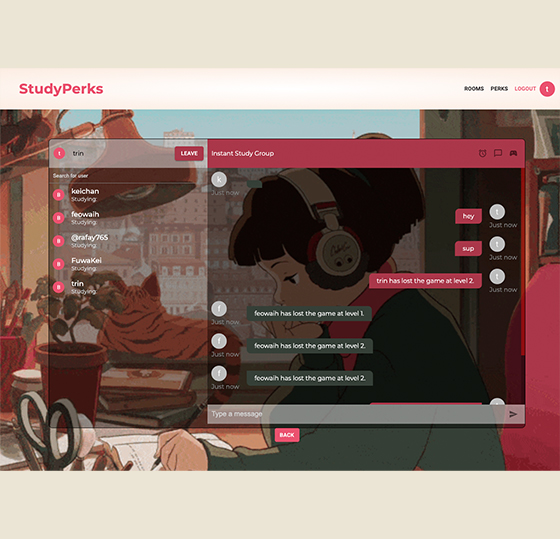 StudyPerks
ROOMS PERKS LOGOUT t
t trin LEAVE
Instant Study Group
Search for user
B keichan
Studying:
B feowaih
Studying:
B @rafay765
Studying:
B FuwaKei
Studying:
B trin
Studying:
k
Just now
hey t
Just now
sup t
Just now
trin has lost the game at level 2. t
Just now
f feowaih has lost the game at level 1.
Just now
f feowaih has lost the game at level 2.
Just now
f feowaih has lost the game at level 2.
Just now
Type a message
BACK